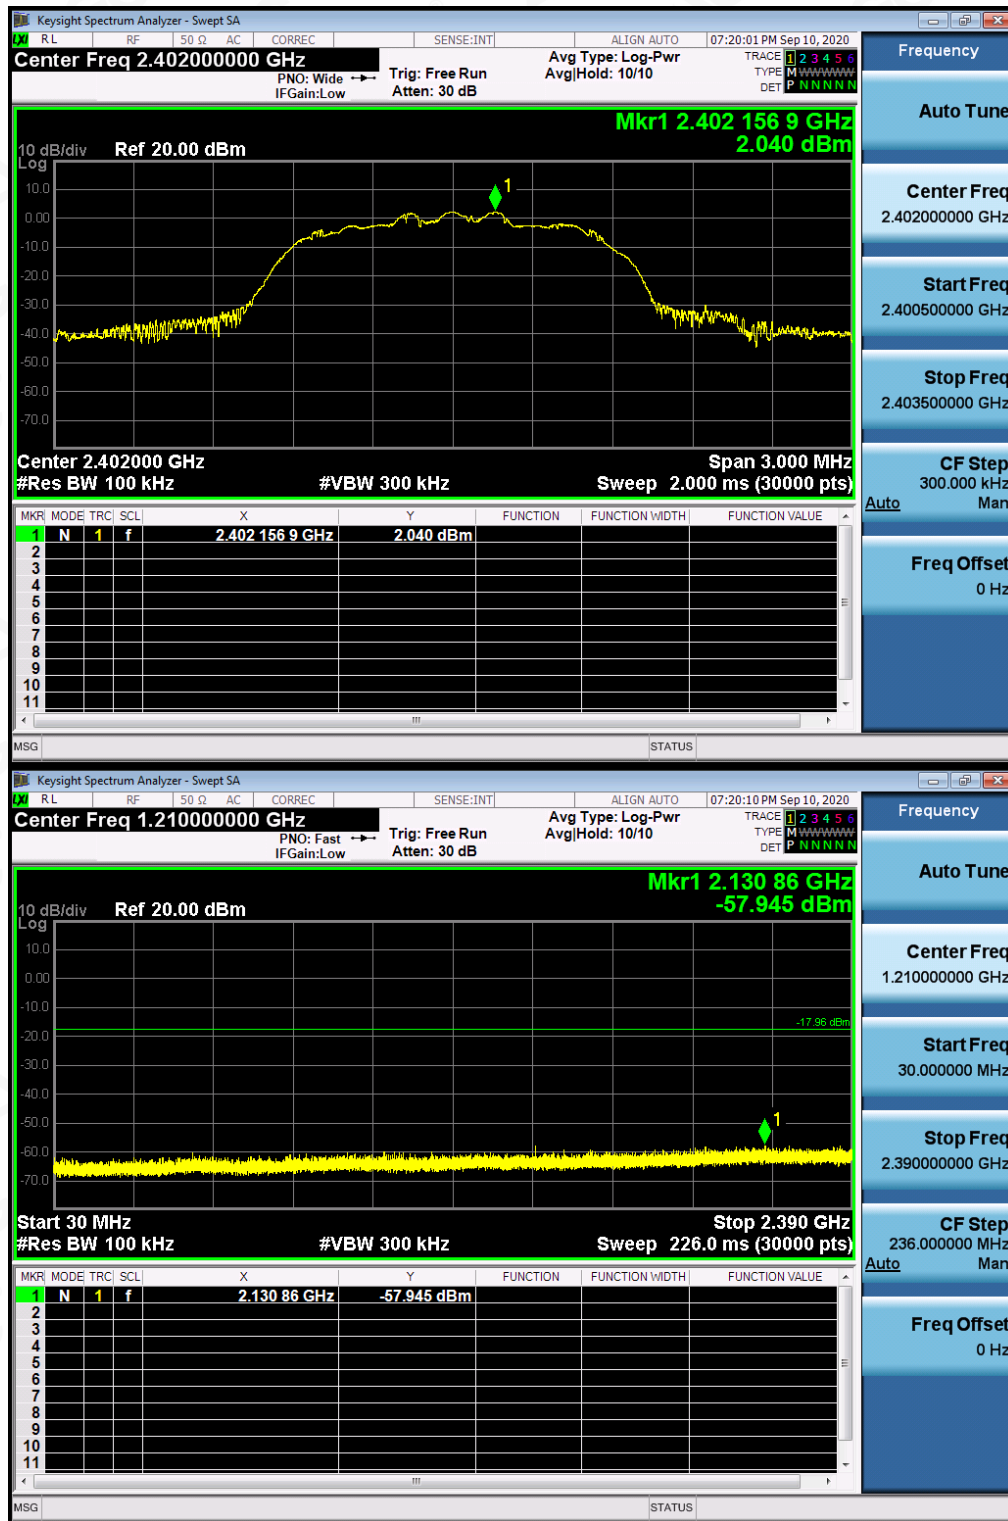 Keysight Spectrum Analyzer - Swept SA
LXI RL RF 50 Ω AC CORREC SENSE:INT ALIGN AUTO 07:20:01 PM Sep 10, 2020
Center Freq 2.402000000 GHz Avg Type: Log-Pwr TRACE 1 2 3 4 5 6
PNO: Wide Trig: Free Run Avg|Hold: 10/10 TYPE M WWWWW
IFGain:Low Atten: 30 dB DET P N N N N N
Mkr1 2.402 156 9 GHz
10 dB/div Ref 20.00 dBm 2.040 dBm
Log
10.0
1
0.00
-10.0
-20.0
-30.0
-40.0
-50.0
-60.0
-70.0
Center 2.402000 GHz Span 3.000 MHz
#Res BW 100 kHz #VBW 300 kHz Sweep 2.000 ms (30000 pts)
MKR MODE TRC SCL X Y FUNCTION FUNCTION WIDTH FUNCTION VALUE
1 N 1 f 2.402 156 9 GHz 2.040 dBm
2
3
4
5
6
7
8
9
10
11
MSG STATUS
Frequency
Auto Tune
Center Freq
2.402000000 GHz
Start Freq
2.400500000 GHz
Stop Freq
2.403500000 GHz
CF Step
300.000 kHz
Auto Man
Freq Offset
0 Hz
Keysight Spectrum Analyzer - Swept SA
LXI RL RF 50 Ω AC CORREC SENSE:INT ALIGN AUTO 07:20:10 PM Sep 10, 2020
Center Freq 1.210000000 GHz Avg Type: Log-Pwr TRACE 1 2 3 4 5 6
PNO: Fast Trig: Free Run Avg|Hold: 10/10 TYPE M WWWWW
IFGain:Low Atten: 30 dB DET P N N N N N
Mkr1 2.130 86 GHz
10 dB/div Ref 20.00 dBm -57.945 dBm
Log
10.0
0.00
-10.0
-17.96 dBm
-20.0
-30.0
-40.0
-50.0
1
-60.0
-70.0
Start 30 MHz Stop 2.390 GHz
#Res BW 100 kHz #VBW 300 kHz Sweep 226.0 ms (30000 pts)
MKR MODE TRC SCL X Y FUNCTION FUNCTION WIDTH FUNCTION VALUE
1 N 1 f 2.130 86 GHz -57.945 dBm
2
3
4
5
6
7
8
9
10
11
MSG STATUS
Frequency
Auto Tune
Center Freq
1.210000000 GHz
Start Freq
30.000000 MHz
Stop Freq
2.390000000 GHz
CF Step
236.000000 MHz
Auto Man
Freq Offset
0 Hz